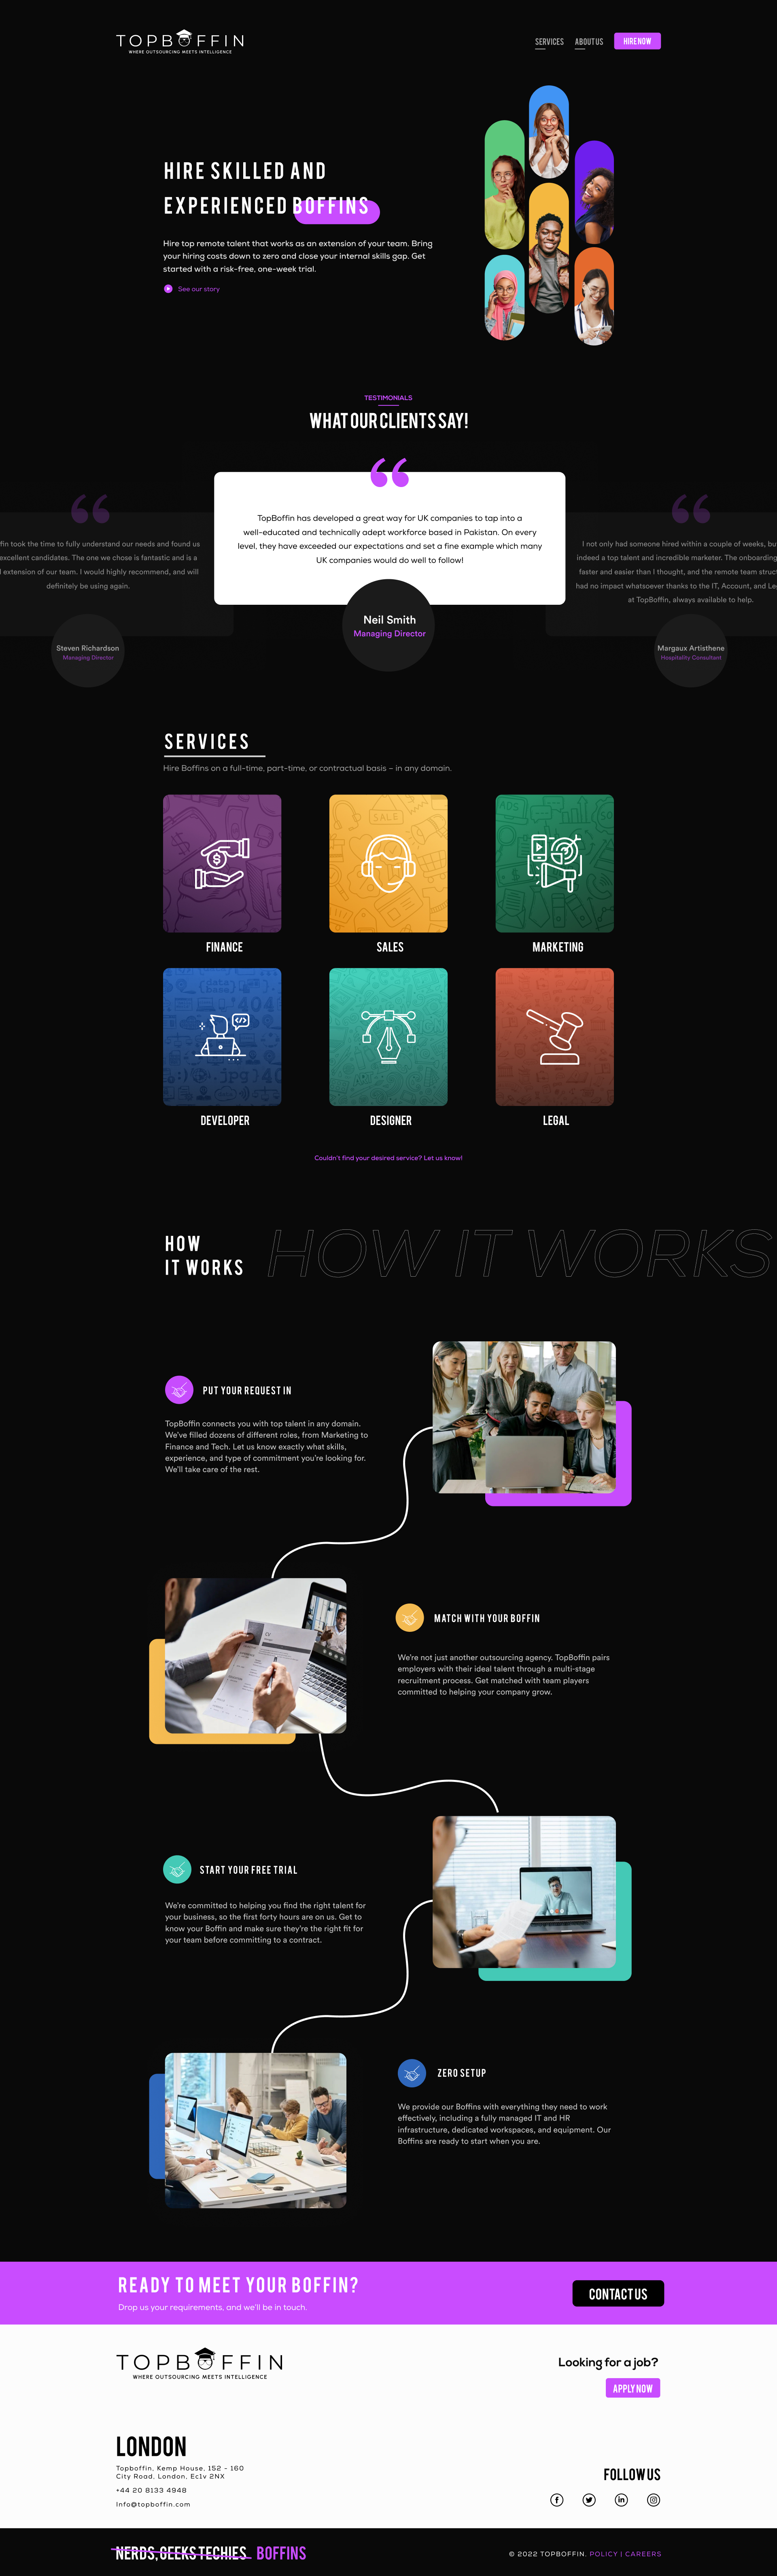 TOPBOFFIN
WHERE OUTSOURCING MEETS INTELLIGENCE
SERVICES
ABOUT US
HIRE NOW
HIRE SKILLED AND
EXPERIENCED BOFFINS
Hire top remote talent that works as an extension of your team. Bring
your hiring costs down to zero and close your internal skills gap. Get
started with a risk-free, one-week trial.
See our story
TESTIMONIALS
WHAT OUR CLIENTS SAY!
fin took the time to fully understand our needs and found us
excellent candidates. The one we chose is fantastic and is a
l extension of our team. I would highly recommend, and will
definitely be using again.
Steven Richardson
Managing Director
TopBoffin has developed a great way for UK companies to tap into a
well-educated and technically adept workforce based in Pakistan. On every
level, they have exceeded our expectations and set a fine example which many
UK companies would do well to follow!
Neil Smith
Managing Director
I not only had someone hired within a couple of weeks, bu
indeed a top talent and incredible marketer. The onboarding
faster and easier than I thought, and the remote team struc
had no impact whatsoever thanks to the IT, Account, and Le
at TopBoffin, always available to help.
Margaux Artisthene
Hospitality Consultant
SERVICES
Hire Boffins on a full-time, part-time, or contractual basis – in any domain.
SALE
ADS
FINANCE
SALES
MARKETING
404
DEVELOPER
DESIGNER
LEGAL
Couldn't find your desired service? Let us know!
HOW
IT WORKS
HOW IT WORKS
PUT YOUR REQUEST IN
TopBoffin connects you with top talent in any domain.
We've filled dozens of different roles, from Marketing to
Finance and Tech. Let us know exactly what skills,
experience, and type of commitment you're looking for.
We'll take care of the rest.
CV
MATCH WITH YOUR BOFFIN
We're not just another outsourcing agency. TopBoffin pairs
employers with their ideal talent through a multi-stage
recruitment process. Get matched with team players
committed to helping your company grow.
START YOUR FREE TRIAL
We're committed to helping you find the right talent for
your business, so the first forty hours are on us. Get to
know your Boffin and make sure they're the right fit for
your team before committing to a contract.
ZERO SETUP
We provide our Boffins with everything they need to work
effectively, including a fully managed IT and HR
infrastructure, dedicated workspaces, and equipment. Our
Boffins are ready to start when you are.
READY TO MEET YOUR BOFFIN?
Drop us your requirements, and we'll be in touch.
CONTACT US
TOPBOFFIN
WHERE OUTSOURCING MEETS INTELLIGENCE
Looking for a job?
APPLY NOW
LONDON
Topboffin, Kemp House, 152 - 160
City Road, London, Ec1v 2NX
+44 20 8133 4948
Info@topboffin.com
FOLLOW US
NERDS, GEEKS TECHIES BOFFINS
© 2022 TOPBOFFIN. POLICY | CAREERS